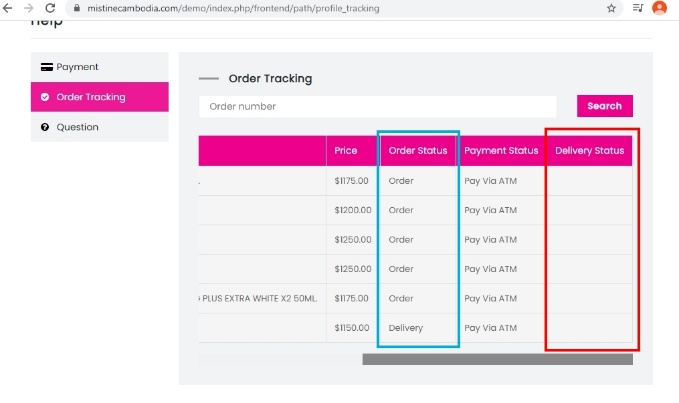 mistinecambodia.com/demo/index.php/frontend/path/profile_tracking
Help
Payment
Order Tracking
Question
Order Tracking
Order number
Search
Price Order Status Payment Status Delivery Status
. $1175.00 Order Pay Via ATM
$1200.00 Order Pay Via ATM
$1250.00 Order Pay Via ATM
$1250.00 Order Pay Via ATM
PLUS EXTRA WHITE X2 50ML. $1175.00 Order Pay Via ATM
$1150.00 Delivery Pay Via ATM